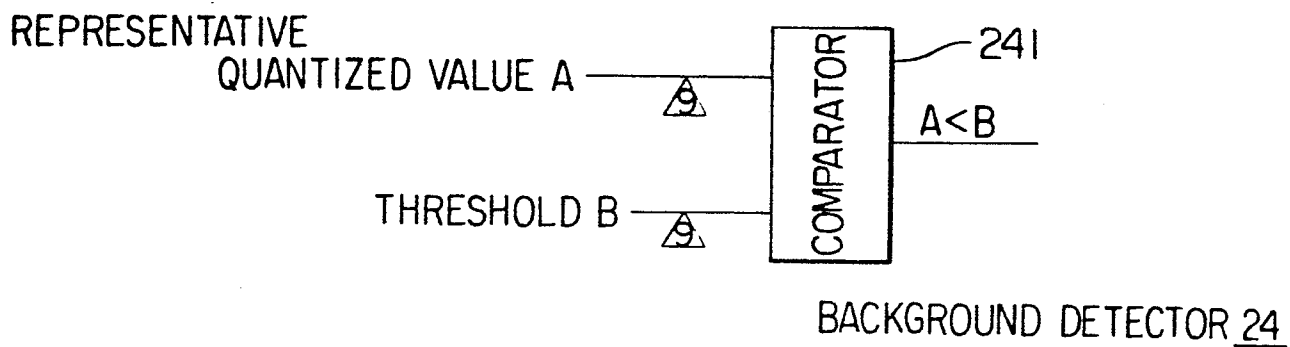 REPRESENTATIVE
QUANTIZED VALUE A
9
THRESHOLD B
9
COMPARATOR
241
A<B
BACKGROUND DETECTOR 24